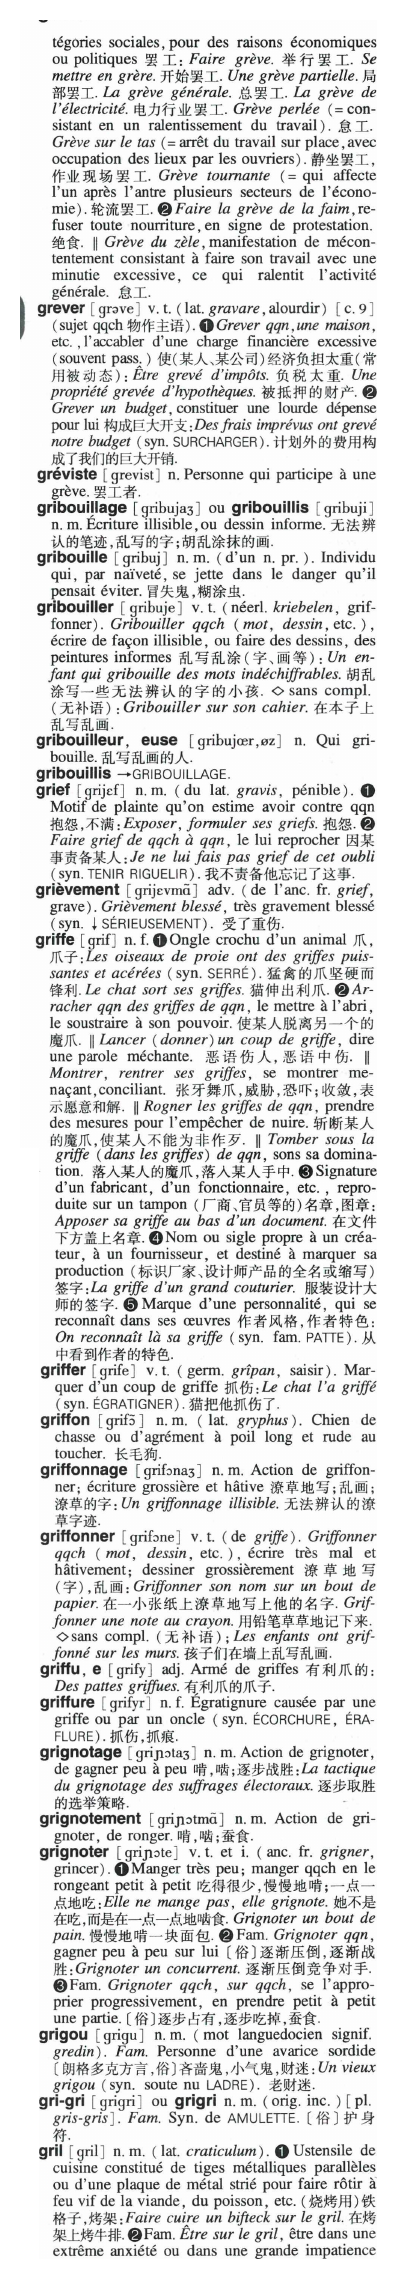 tégories sociales, pour des raisons économiques
ou politiques 罢工: Faire grève. 举行罢工. Se
mettre en grère. 开始罢工. Une grève partielle. 局
部罢工. La grève générale. 总罢工. La grève de
l'électricité. 电力行业罢工. Grève perlée (= con-
sistant en un ralentissement du travail). 怠工.
Grève sur le tas (= arrêt du travail sur place, avec
occupation des lieux par les ouvriers). 静坐罢工,
作业现场罢工. Grève tournante (= qui affecte
l'un après l'antre plusieurs secteurs de l'écono-
mie). 轮流罢工. ❷ Faire la grève de la faim, re-
fuser toute nourriture, en signe de protestation.
绝食. ‖ Grève du zèle, manifestation de mécon-
tentement consistant à faire son travail avec une
minutie excessive, ce qui ralentit l'activité
générale. 怠工.
grever [grəve] v. t. (lat. gravare, alourdir) [c. 9]
(sujet qqch 物作主语). ❶ Grever qqn, une maison,
etc., l'accabler d'une charge financière excessive
(souvent pass.) 使(某人、某公司)经济负担太重(常
用被动态): Être grevé d'impôts. 负税太重. Une
propriété grevée d'hypothèques. 被抵押的财产. ❷
Grever un budget, constituer une lourde dépense
pour lui 构成巨大开支: Des frais imprévus ont grevé
notre budget (syn. SURCHARGER). 计划外的费用构
成了我们的巨大开销.
gréviste [grevist] n. Personne qui participe à une
grève. 罢工者.
gribouillage [gribujaʒ] ou gribouillis [gribuji]
n. m. Écriture illisible, ou dessin informe. 无法辨
认的笔迹,乱写的字;胡乱涂抹的画.
gribouille [gribuj] n. m. (d'un n. pr.). Individu
qui, par naïveté, se jette dans le danger qu'il
pensait éviter. 冒失鬼,糊涂虫.
gribouiller [gribuje] v. t. (néerl. kriebelen, grif-
fonner). Gribouiller qqch (mot, dessin, etc.),
écrire de façon illisible, ou faire des dessins, des
peintures informes 乱写乱涂(字、画等): Un en-
fant qui gribouille des mots indéchiffrables. 胡乱
涂写一些无法辨认的字的小孩. ◇ sans compl.
(无补语): Gribouiller sur son cahier. 在本子上
乱写乱画.
gribouilleur, euse [gribujœr, øz] n. Qui gri-
bouille. 乱写乱画的人.
gribouillis →GRIBOUILLAGE.
grief [grijɛf] n. m. (du lat. gravis, pénible). ❶
Motif de plainte qu'on estime avoir contre qqn
抱怨,不满: Exposer, formuler ses griefs. 抱怨. ❷
Faire grief de qqch à qqn, le lui reprocher 因某
事责备某人: Je ne lui fais pas grief de cet oubli
(syn. TENIR RIGUELIR). 我不责备他忘记了这事.
grièvement [grijɛvmɑ̃] adv. (de l'anc. fr. grief,
grave). Grièvement blessé, très gravement blessé
(syn. ↓ SÉRIEUSEMENT). 受了重伤.
griffe [grif] n. f. ❶ Ongle crochu d'un animal 爪,
爪子: Les oiseaux de proie ont des griffes puis-
santes et acérées (syn. SERRÉ). 猛禽的爪坚硬而
锋利. Le chat sort ses griffes. 猫伸出利爪. ❷ Ar-
racher qqn des griffes de qqn, le mettre à l'abri,
le soustraire à son pouvoir. 使某人脱离另一个的
魔爪. ‖ Lancer (donner) un coup de griffe, dire
une parole méchante. 恶语伤人,恶语中伤. ‖
Montrer, rentrer ses griffes, se montrer me-
naçant, conciliant. 张牙舞爪,威胁,恐吓;收敛,表
示愿意和解. ‖ Rogner les griffes de qqn, prendre
des mesures pour l'empêcher de nuire. 斩断某人
的魔爪,使某人不能为非作歹. ‖ Tomber sous la
griffe (dans les griffes) de qqn, sons sa domina-
tion. 落入某人的魔爪,落入某人手中. ❸ Signature
d'un fabricant, d'un fonctionnaire, etc., repro-
duite sur un tampon (厂商、官员等的)名章,图章:
Apposer sa griffe au bas d'un document. 在文件
下方盖上名章. ❹ Nom ou sigle propre à un créa-
teur, à un fournisseur, et destiné à marquer sa
production (标识厂家、设计师产品的全名或缩写)
签字: La griffe d'un grand couturier. 服装设计大
师的签字. ❺ Marque d'une personnalité, qui se
reconnaît dans ses œuvres 作者风格,作者特色:
On reconnaît là sa griffe (syn. fam. PATTE). 从
中看到作者的特色.
griffer [grife] v. t. (germ. grîpan, saisir). Mar-
quer d'un coup de griffe 抓伤: Le chat l'a griffé
(syn. ÉGRATIGNER). 猫把他抓伤了.
griffon [grifɔ̃] n. m. (lat. gryphus). Chien de
chasse ou d'agrément à poil long et rude au
toucher. 长毛狗.
griffonnage [grifɔnaʒ] n. m. Action de griffon-
ner; écriture grossière et hâtive 潦草地写;乱画;
潦草的字: Un griffonnage illisible. 无法辨认的潦
草字迹.
griffonner [grifɔne] v. t. (de griffe). Griffonner
qqch (mot, dessin, etc.), écrire très mal et
hâtivement; dessiner grossièrement 潦草地写
(字),乱画: Griffonner son nom sur un bout de
papier. 在一小张纸上潦草地写上他的名字. Grif-
fonner une note au crayon. 用铅笔草草地记下来.
◇sans compl. (无补语); Les enfants ont grif-
fonné sur les murs. 孩子们在墙上乱写乱画.
griffu, e [grify] adj. Armé de griffes 有利爪的:
Des pattes griffues. 有利爪的爪子.
griffure [grifyr] n. f. Égratignure causée par une
griffe ou par un oncle (syn. ÉCORCHURE, ÉRA-
FLURE). 抓伤,抓痕.
grignotage [griɲɔtaʒ] n. m. Action de grignoter,
de gagner peu à peu 啃,啮;逐步战胜: La tactique
du grignotage des suffrages électoraux. 逐步取胜
的选举策略.
grignotement [griɲɔtmɑ̃] n. m. Action de gri-
gnoter, de ronger. 啃,啮;蚕食.
grignoter [griɲɔte] v. t. et i. (anc. fr. grigner,
grincer). ❶ Manger très peu; manger qqch en le
rongeant petit à petit 吃得很少,慢慢地啃;一点一
点地吃: Elle ne mange pas, elle grignote. 她不是
在吃,而是在一点一点地啮食. Grignoter un bout de
pain. 慢慢地啃一块面包. ❷ Fam. Grignoter qqn,
gagner peu à peu sur lui 〔俗〕逐渐压倒,逐渐战
胜: Grignoter un concurrent. 逐渐压倒竞争对手.
❸ Fam. Grignoter qqch, sur qqch, se l'appro-
prier progressivement, en prendre petit à petit
une partie. 〔俗〕逐步占有,逐步吃掉,蚕食.
grigou [grigu] n. m. (mot languedocien signif.
gredin). Fam. Personne d'une avarice sordide
〔朗格多克方言,俗〕吝啬鬼,小气鬼,财迷: Un vieux
grigou (syn. soute nu LADRE). 老财迷.
gri-gri [grigri] ou grigri n. m. (orig. inc.) [pl.
gris-gris]. Fam. Syn. de AMULETTE. 〔俗〕护身
符.
gril [gril] n. m. (lat. craticulum). ❶ Ustensile de
cuisine constitué de tiges métalliques parallèles
ou d'une plaque de métal strié pour faire rôtir à
feu vif de la viande, du poisson, etc. (烧烤用)铁
格子,烤架: Faire cuire un bifteck sur le gril. 在烤
架上烤牛排. ❷ Fam. Être sur le gril, être dans une
extrême anxiété ou dans une grande impatience